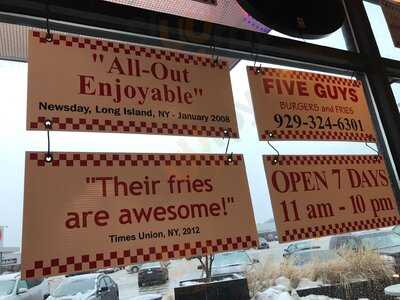 "All-Out
Enjoyable"
Newsday, Long Island, NY - January 2008
"Their fries
are awesome!"
Times Union, NY, 2012
FIVE GUYS
BURGERS and FRIES
929-324-6301
OPEN 7 DAYS
11 am - 10 pm